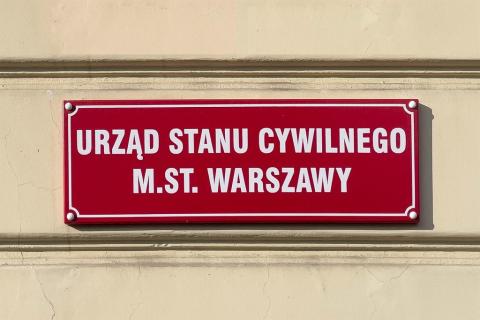 URZĄD STANU CYWILNEGO
M.ST. WARSZAWY